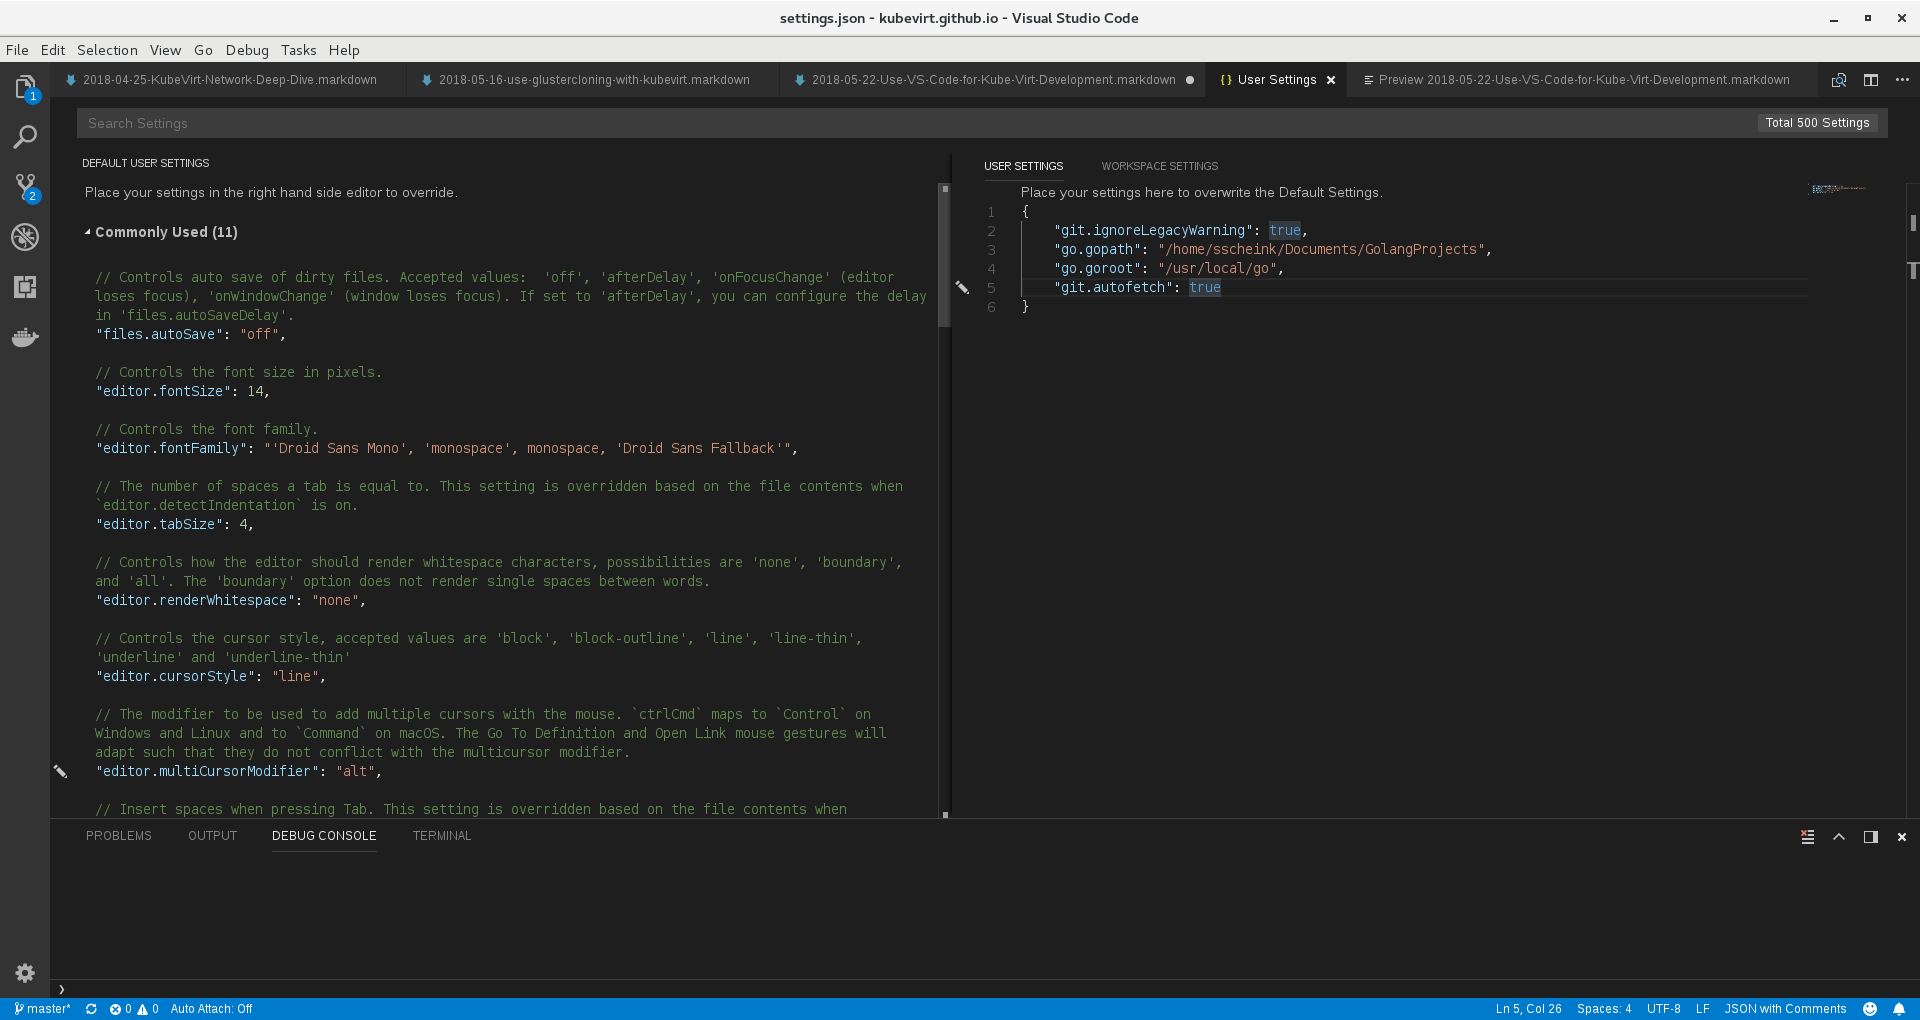 settings.json - kubevirt.github.io - Visual Studio Code
File Edit Selection View Go Debug Tasks Help
2018-04-25-KubeVirt-Network-Deep-Dive.markdown
2018-05-16-use-glustercloning-with-kubevirt.markdown
2018-05-22-Use-VS-Code-for-Kube-Virt-Development.markdown
{} User Settings
Preview 2018-05-22-Use-VS-Code-for-Kube-Virt-Development.markdown
1
2
Search Settings
Total 500 Settings
DEFAULT USER SETTINGS
Place your settings in the right hand side editor to override.
Commonly Used (11)
// Controls auto save of dirty files. Accepted values:  'off', 'afterDelay', 'onFocusChange' (editor
loses focus), 'onWindowChange' (window loses focus). If set to 'afterDelay', you can configure the delay
in 'files.autoSaveDelay'.
"files.autoSave": "off",
// Controls the font size in pixels.
"editor.fontSize": 14,
// Controls the font family.
"editor.fontFamily": "'Droid Sans Mono', 'monospace', monospace, 'Droid Sans Fallback'",
// The number of spaces a tab is equal to. This setting is overridden based on the file contents when
`editor.detectIndentation` is on.
"editor.tabSize": 4,
// Controls how the editor should render whitespace characters, possibilities are 'none', 'boundary',
and 'all'. The 'boundary' option does not render single spaces between words.
"editor.renderWhitespace": "none",
// Controls the cursor style, accepted values are 'block', 'block-outline', 'line', 'line-thin',
'underline' and 'underline-thin'
"editor.cursorStyle": "line",
// The modifier to be used to add multiple cursors with the mouse. `ctrlCmd` maps to `Control` on
Windows and Linux and to `Command` on macOS. The Go To Definition and Open Link mouse gestures will
adapt such that they do not conflict with the multicursor modifier.
"editor.multiCursorModifier": "alt",
// Insert spaces when pressing Tab. This setting is overridden based on the file contents when
USER SETTINGS WORKSPACE SETTINGS
Place your settings here to overwrite the Default Settings.
1 {
2 "git.ignoreLegacyWarning": true,
3 "go.gopath": "/home/sscheink/Documents/GolangProjects",
4 "go.goroot": "/usr/local/go",
5 "git.autofetch": true
6 }
PROBLEMS OUTPUT DEBUG CONSOLE TERMINAL
master* 0 0 Auto Attach: Off
Ln 5, Col 26 Spaces: 4 UTF-8 LF JSON with Comments